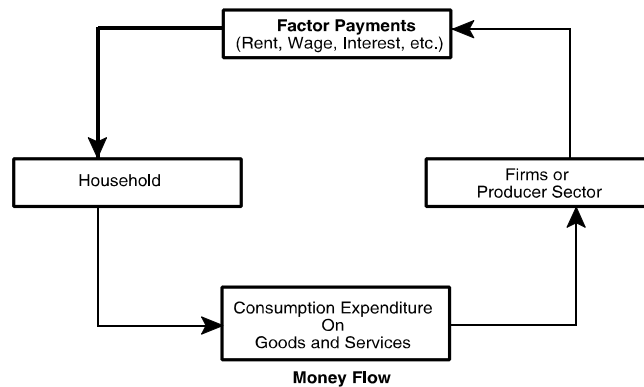 Factor Payments
(Rent, Wage, Interest, etc.)
Household
Firms or
Producer Sector
Consumption Expenditure
On
Goods and Services
Money Flow